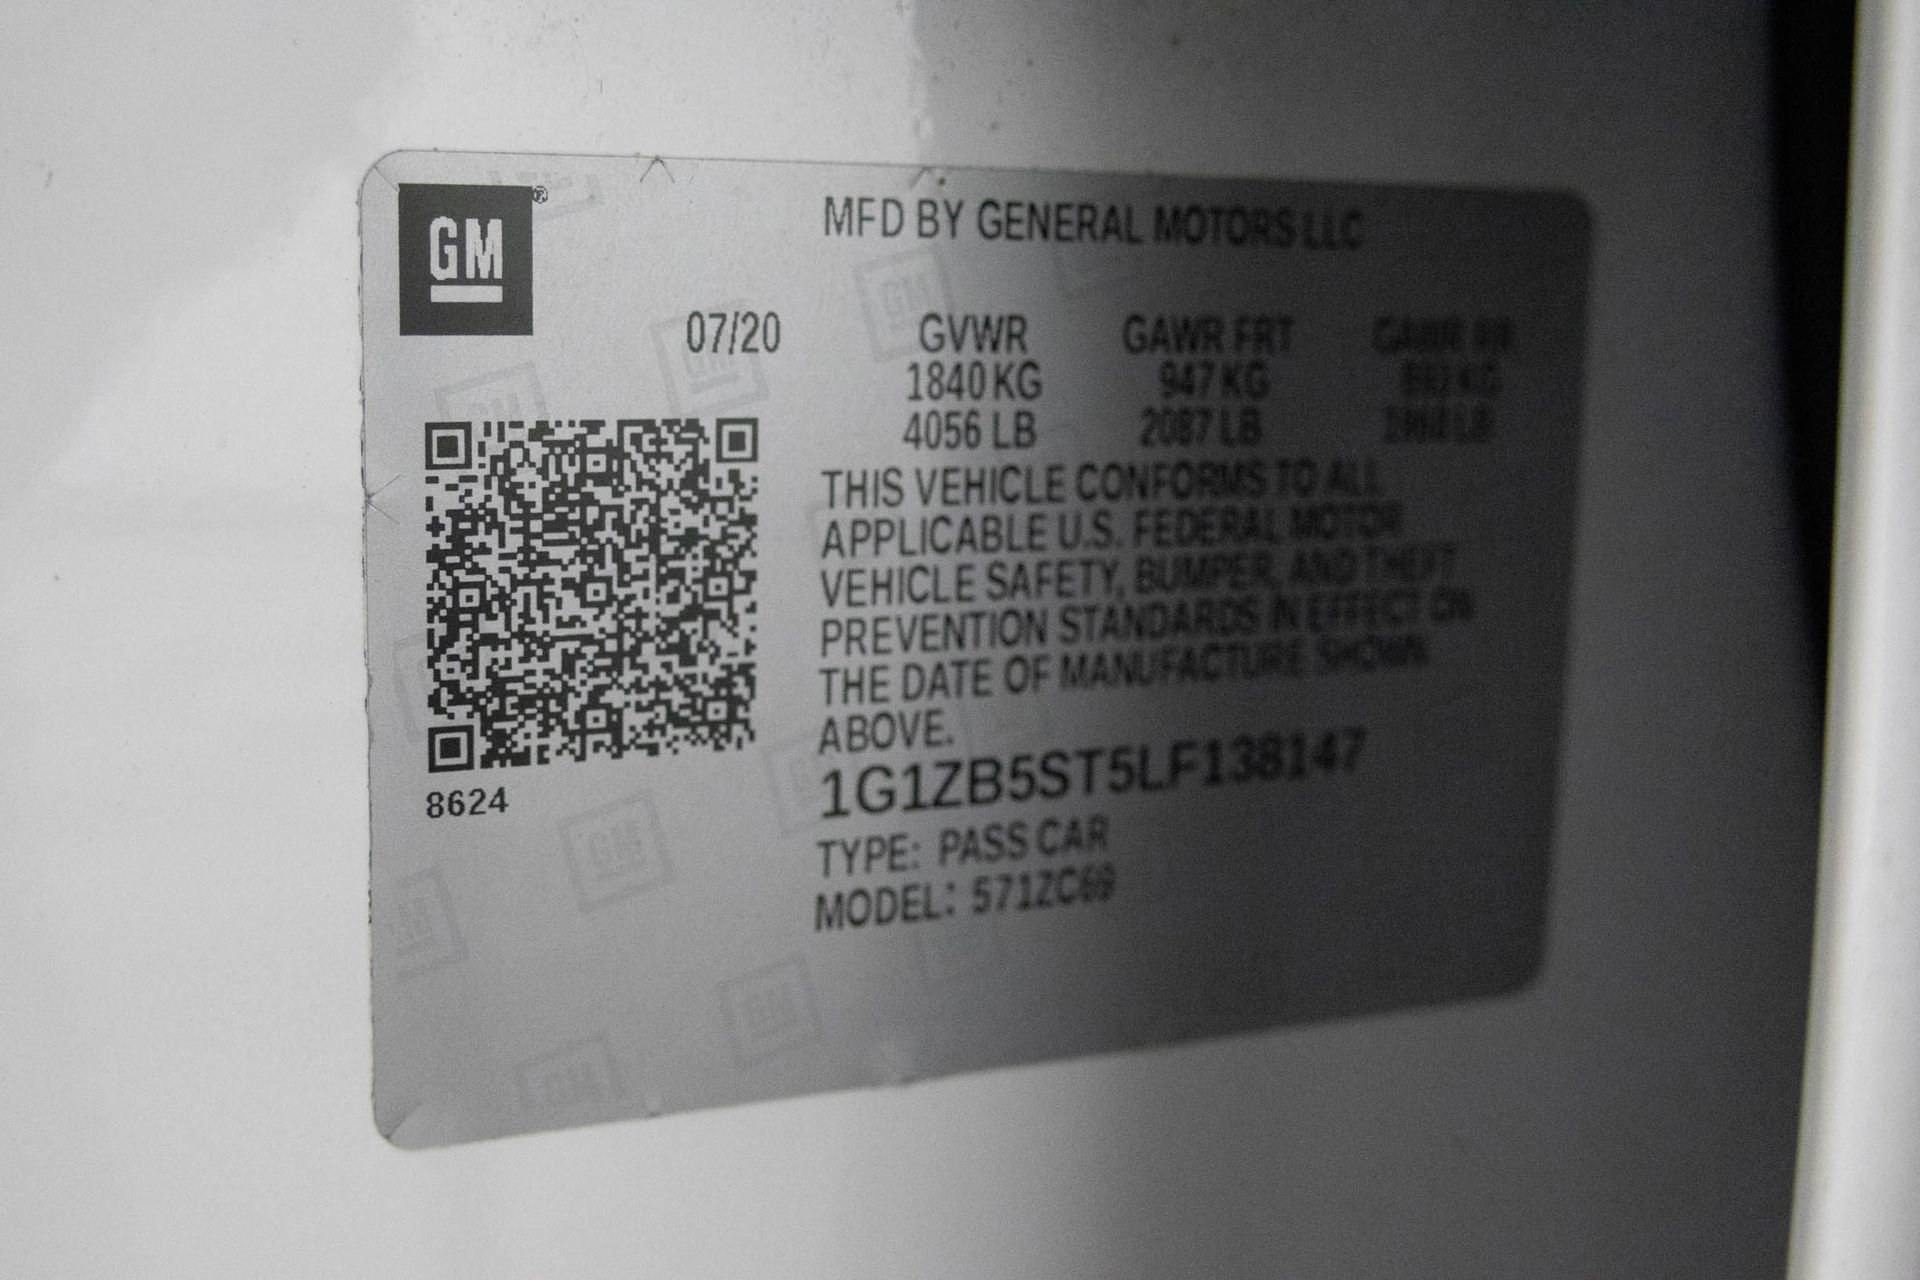 GM
MFD BY GENERAL MOTORS LLC
07/20 GVWR GAWR FRT GAWR RR
1840 KG 947 KG
4056 LB 2087 LB
THIS VEHICLE CONFORMS TO ALL
APPLICABLE U.S. FEDERAL MOTOR
VEHICLE SAFETY, BUMPER, AND THEFT
PREVENTION STANDARDS IN EFFECT ON
THE DATE OF MANUFACTURE SHOWN
ABOVE.
1G1ZB5ST5LF138147
8624
TYPE: PASS CAR
MODEL: 571ZC69